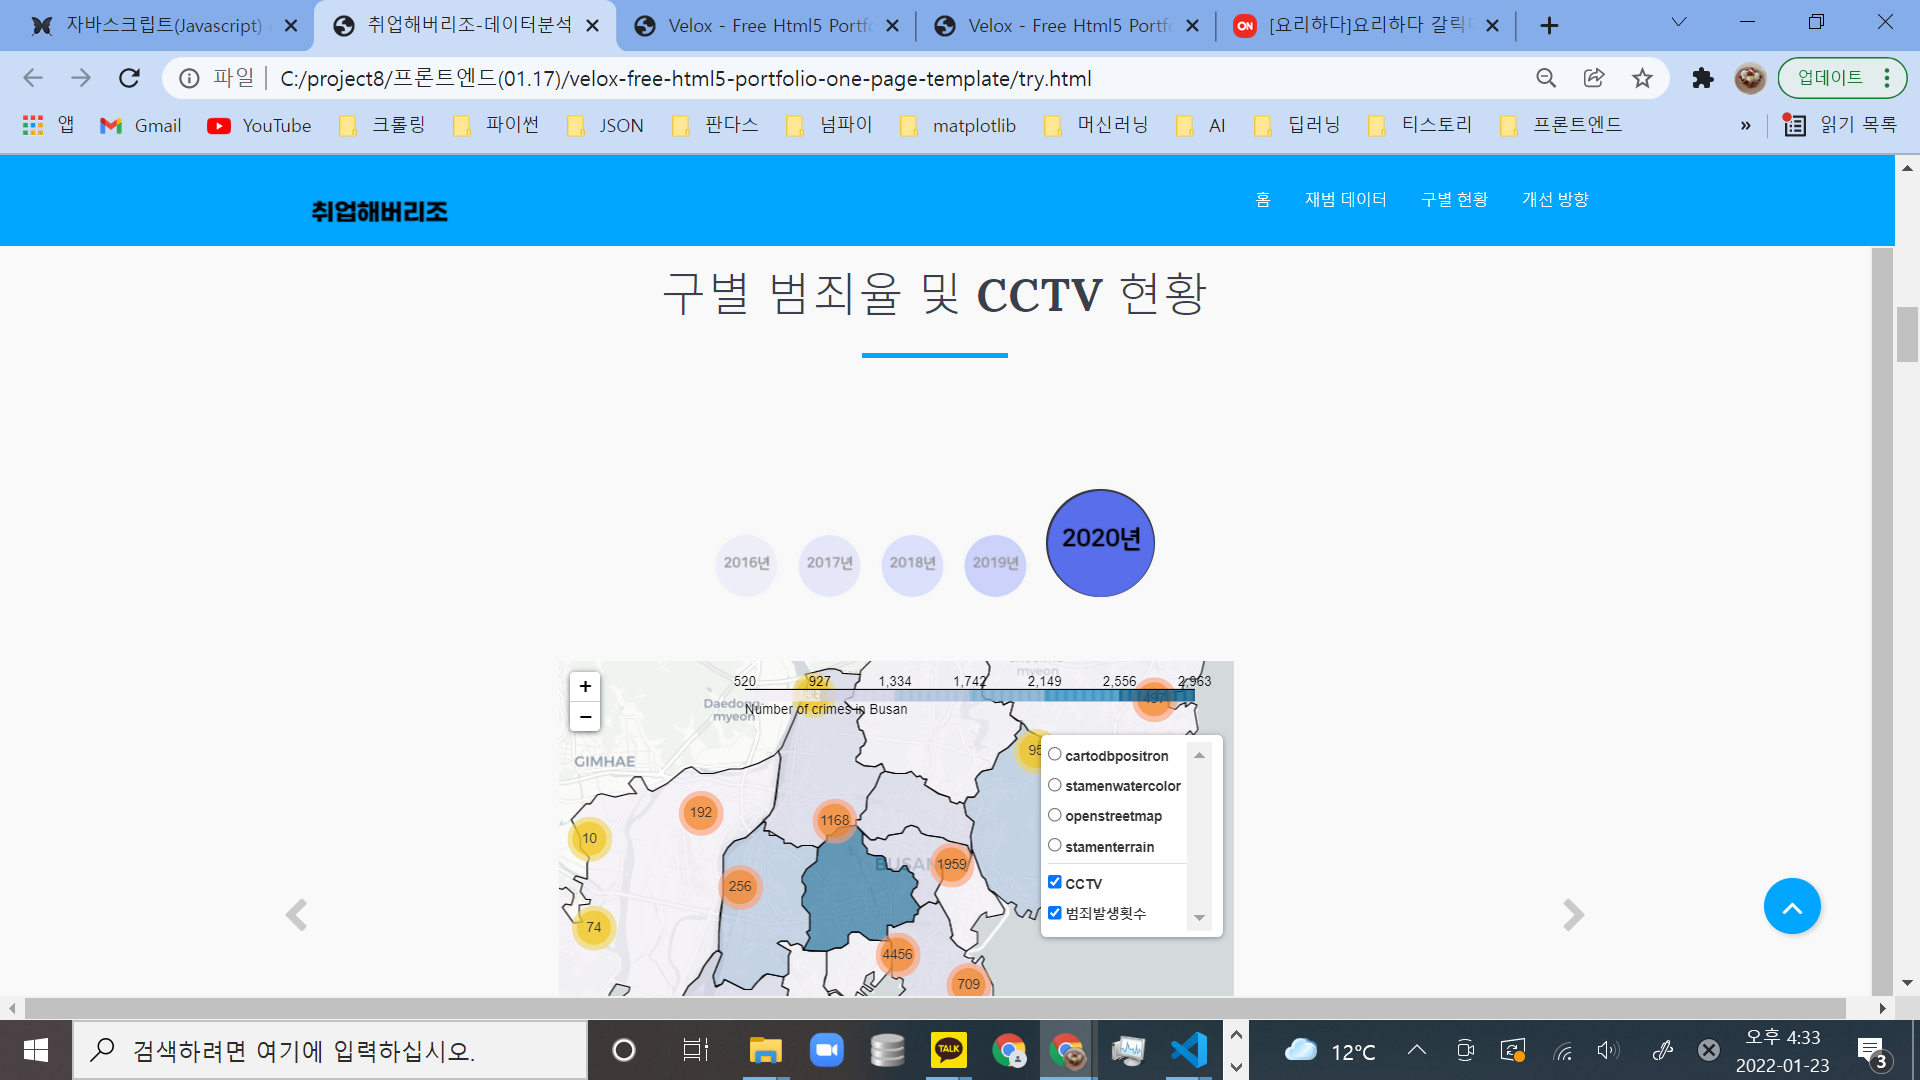 자바스크립트(Javascript)
취업해버리조-데이터분석
Velox - Free Html5 Portfo
Velox - Free Html5 Portfo
[요리하다]요리하다 갈릭
파일
C:/project8/프론트엔드(01.17)/velox-free-html5-portfolio-one-page-template/try.html
업데이트
앱
Gmail
YouTube
크롤링
파이썬
JSON
판다스
넘파이
matplotlib
머신러닝
AI
딥러닝
티스토리
프론트엔드
»
읽기 목록
취업해버리조
홈
재범 데이터
구별 현황
개선 방향
구별 범죄율 및 CCTV 현황
2016년
2017년
2018년
2019년
2020년
+
−
520
927
1,334
1,742
2,149
2,556
2,963
Number of crimes in Busan
myeon
Daedong-
myeon
GIMHAE
BUSAN
497
95
192
1168
10
1959
256
74
4456
709
cartodbpositron
stamenwatercolor
openstreetmap
stamenterrain
CCTV
범죄발생횟수
검색하려면 여기에 입력하십시오.
TALK
12°C
오후 4:33
2022-01-23
3